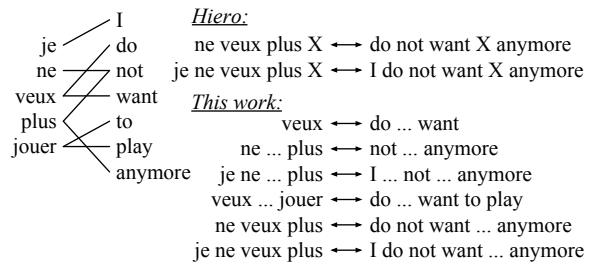 je
ne
veux
plus
jouer
I
do
not
want
to
play
anymore
Hiero:
ne veux plus X ↔ do not want X anymore
je ne veux plus X ↔ I do not want X anymore
This work:
veux ↔ do ... want
ne ... plus ↔ not ... anymore
je ne ... plus ↔ I ... not ... anymore
veux ... jouer ↔ do ... want to play
ne veux plus ↔ do not want ... anymore
je ne veux plus ↔ I do not want ... anymore